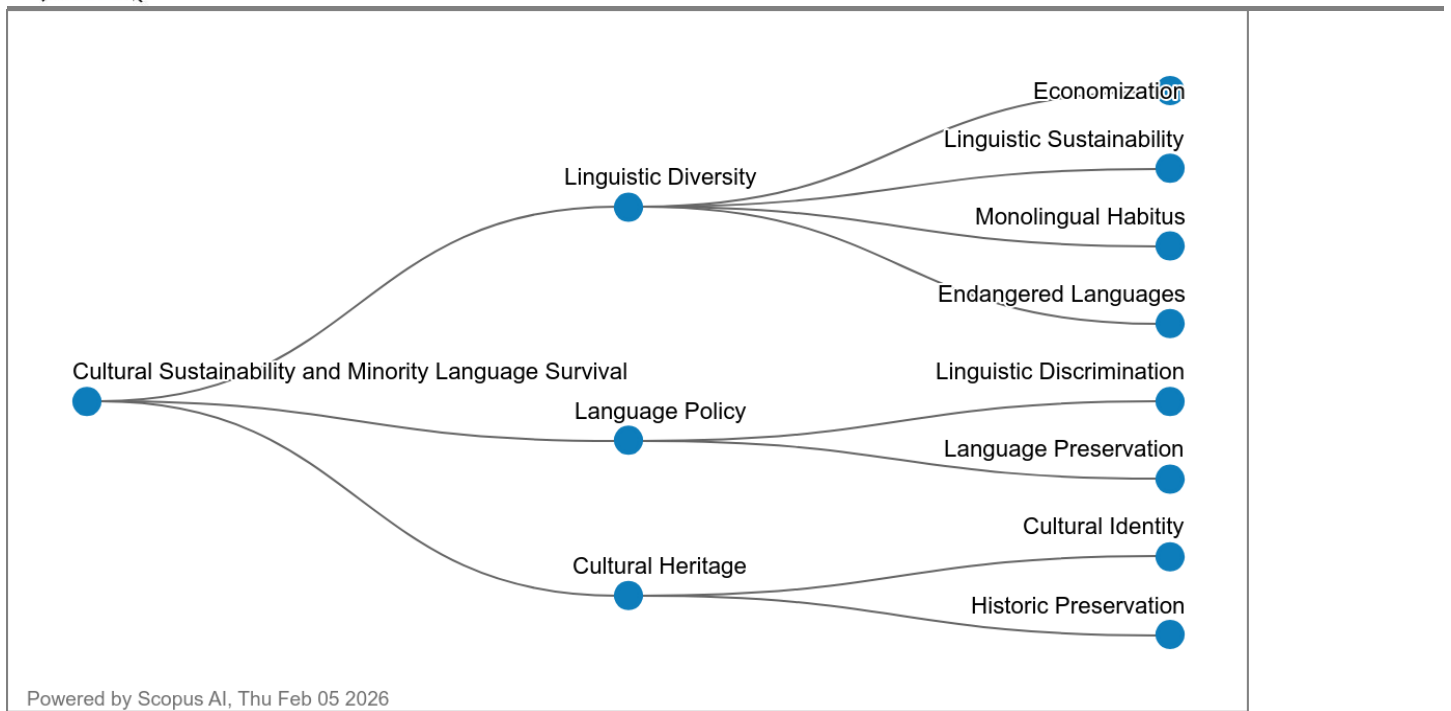 Economization
Linguistic Sustainability
Linguistic Diversity
Monolingual Habitus
Endangered Languages
Cultural Sustainability and Minority Language Survival
Linguistic Discrimination
Language Policy
Language Preservation
Cultural Identity
Cultural Heritage
Historic Preservation
Powered by Scopus AI, Thu Feb 05 2026